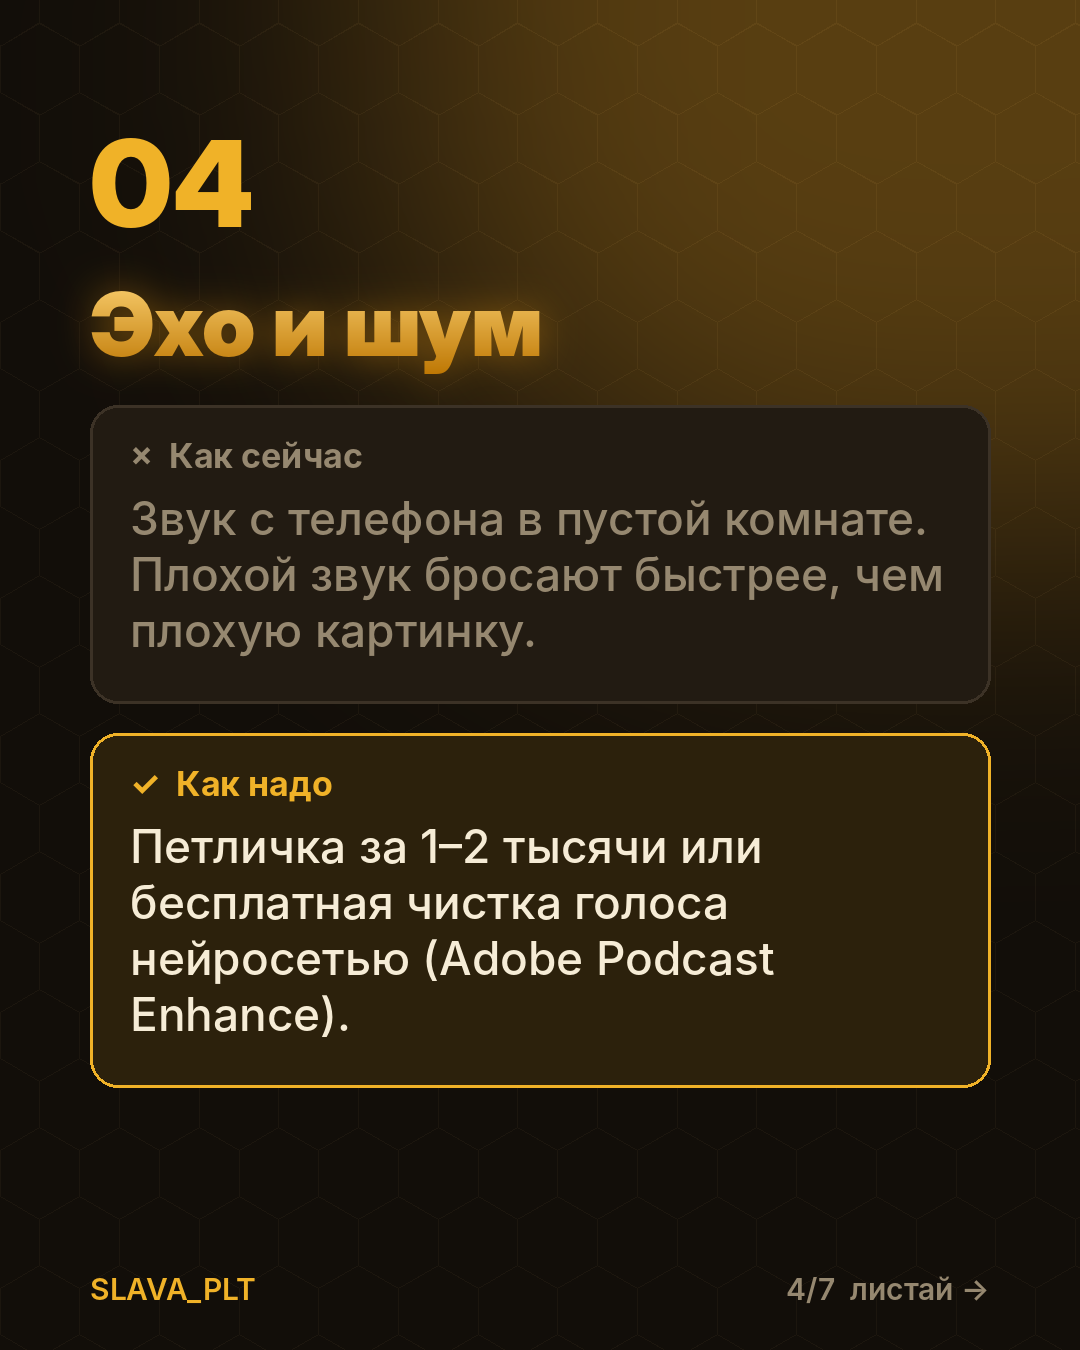 04
Эхо и шум
× Как сейчас
Звук с телефона в пустой комнате.
Плохой звук бросают быстрее, чем
плохую картинку.
✓ Как надо
Петличка за 1–2 тысячи или
бесплатная чистка голоса
нейросетью (Adobe Podcast
Enhance).
SLAVA_PLT
4/7 листай →